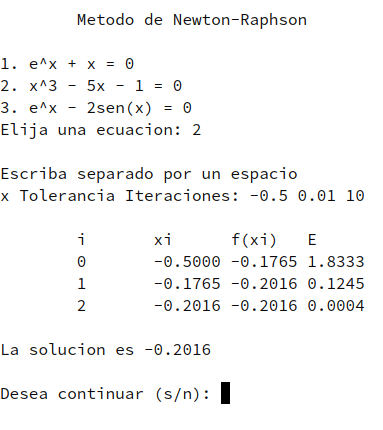 Metodo de Newton-Raphson
1. e^x + x = 0
2. x^3 - 5x - 1 = 0
3. e^x - 2sen(x) = 0
Elija una ecuacion: 2
Escriba separado por un espacio
x Tolerancia Iteraciones: -0.5 0.01 10
i xi f(xi) E
0 -0.5000 -0.1765 1.8333
1 -0.1765 -0.2016 0.1245
2 -0.2016 -0.2016 0.0004
La solucion es -0.2016
Desea continuar (s/n):